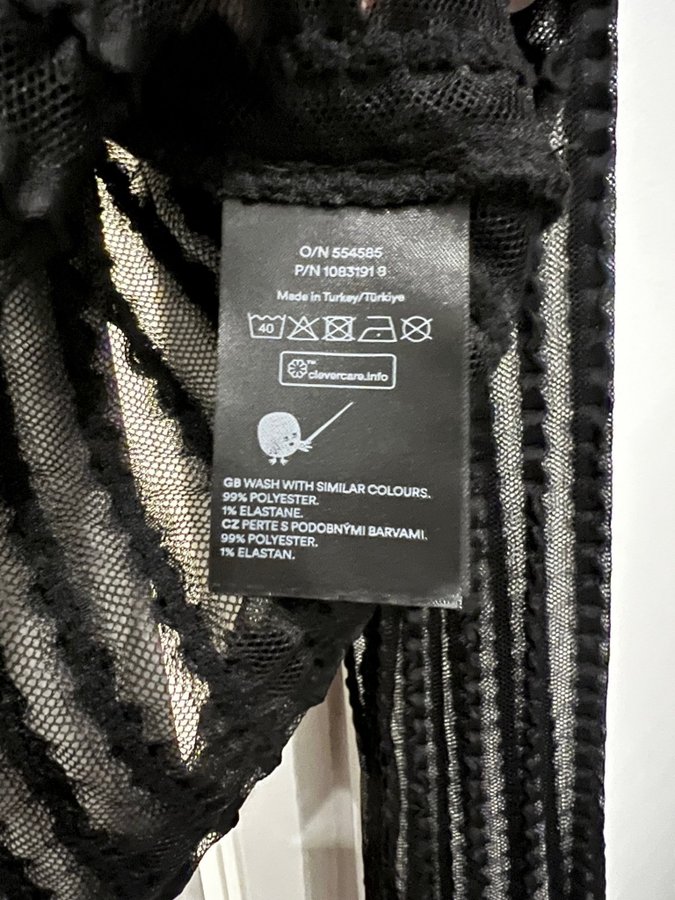 O/N 554585
P/N 1083191 8
Made in Turkey/Türkiye
40
™
clevercare.info
GB WASH WITH SIMILAR COLOURS.
99% POLYESTER.
1% ELASTANE.
CZ PERTE S PODOBNÝMI BARVAMI.
99% POLYESTER.
1% ELASTAN.